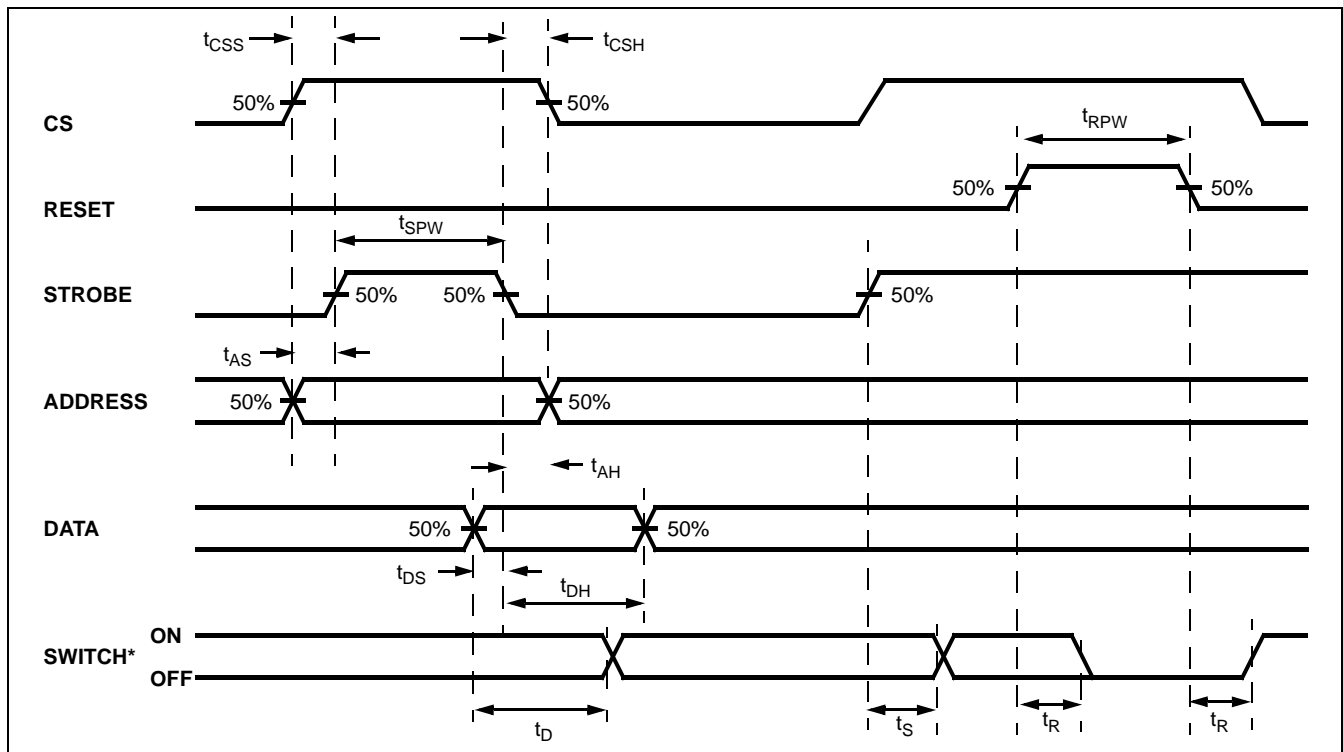 tCSS
tCSH
50%
50%
CS
tRPW
50%
50%
RESET
tSPW
STROBE
50%
50%
50%
tAS
ADDRESS
50%
50%
tAH
DATA
50%
50%
tDS
tDH
ON
SWITCH*
OFF
tD
tS
tR
tR